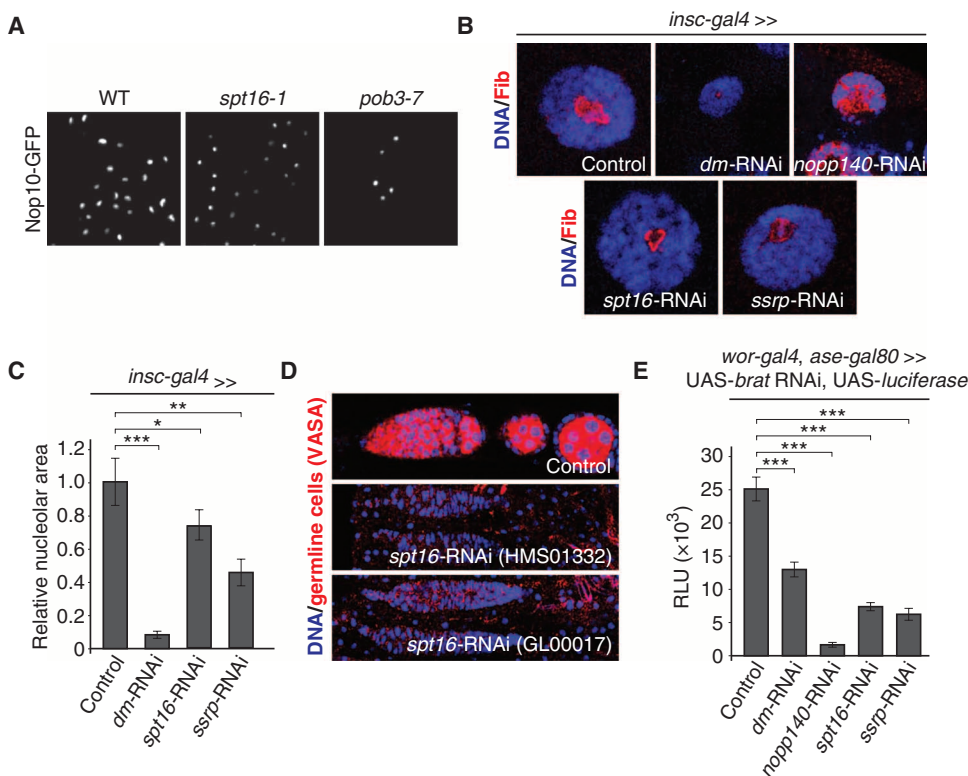 A
WT
spt16-1
pob3-7
Nop10-GFP
B
insc-gal4 >>
DNA/Fib
Control
dm-RNAi
nopp140-RNAi
DNA/Fib
spt16-RNAi
ssrp-RNAi
C
insc-gal4 >>
**
*
***
Relative nucleolar area
1.2
1.0
0.8
0.6
0.4
0.2
0
Control
dm-RNAi
spt16-RNAi
ssrp-RNAi
D
DNA/germline cells (VASA)
Control
spt16-RNAi (HMS01332)
spt16-RNAi (GL00017)
E
wor-gal4, ase-gal80 >>
UAS-brat RNAi, UAS-luciferase
***
***
***
***
RLU (×10³)
30
25
20
15
10
5
0
Control
dm-RNAi
nopp140-RNAi
spt16-RNAi
ssrp-RNAi